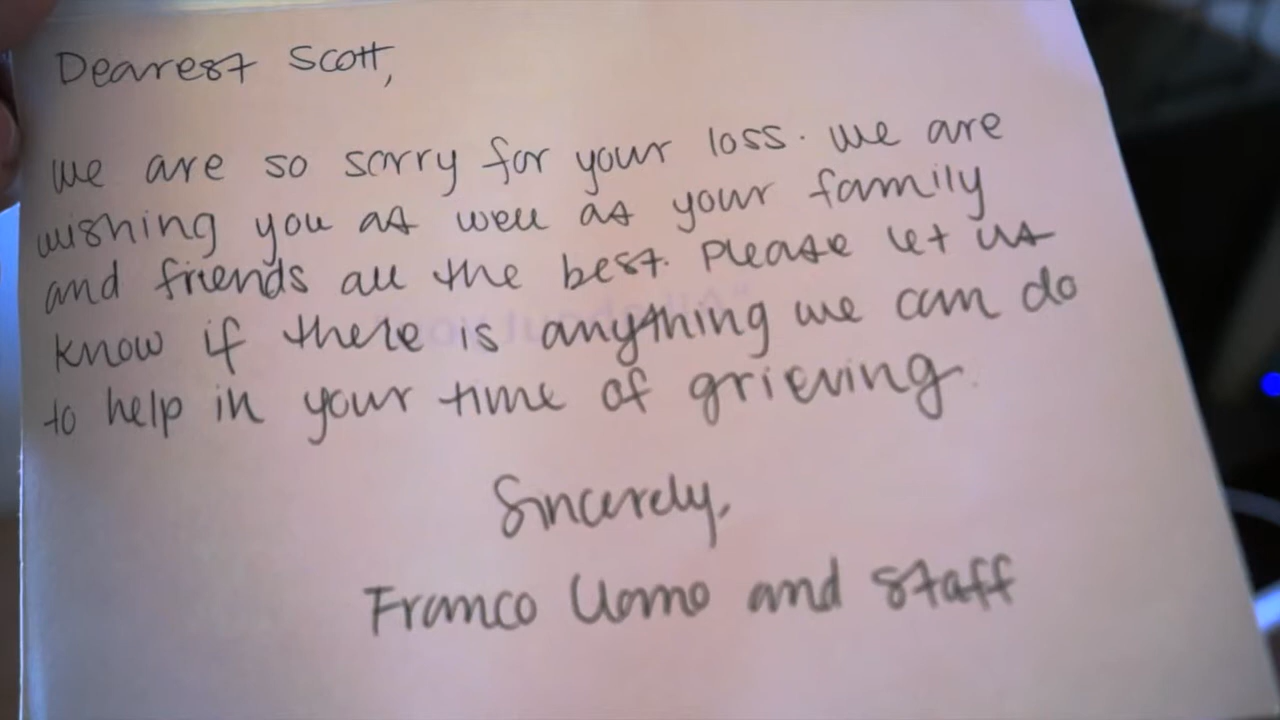 Dearest Scott,
We are so sorry for your loss. We are
wishing you as well as your family
and friends all the best. Please let us
know if there is anything we can do
to help in your time of grieving.
Sincerely,
Franco Uomo and staff